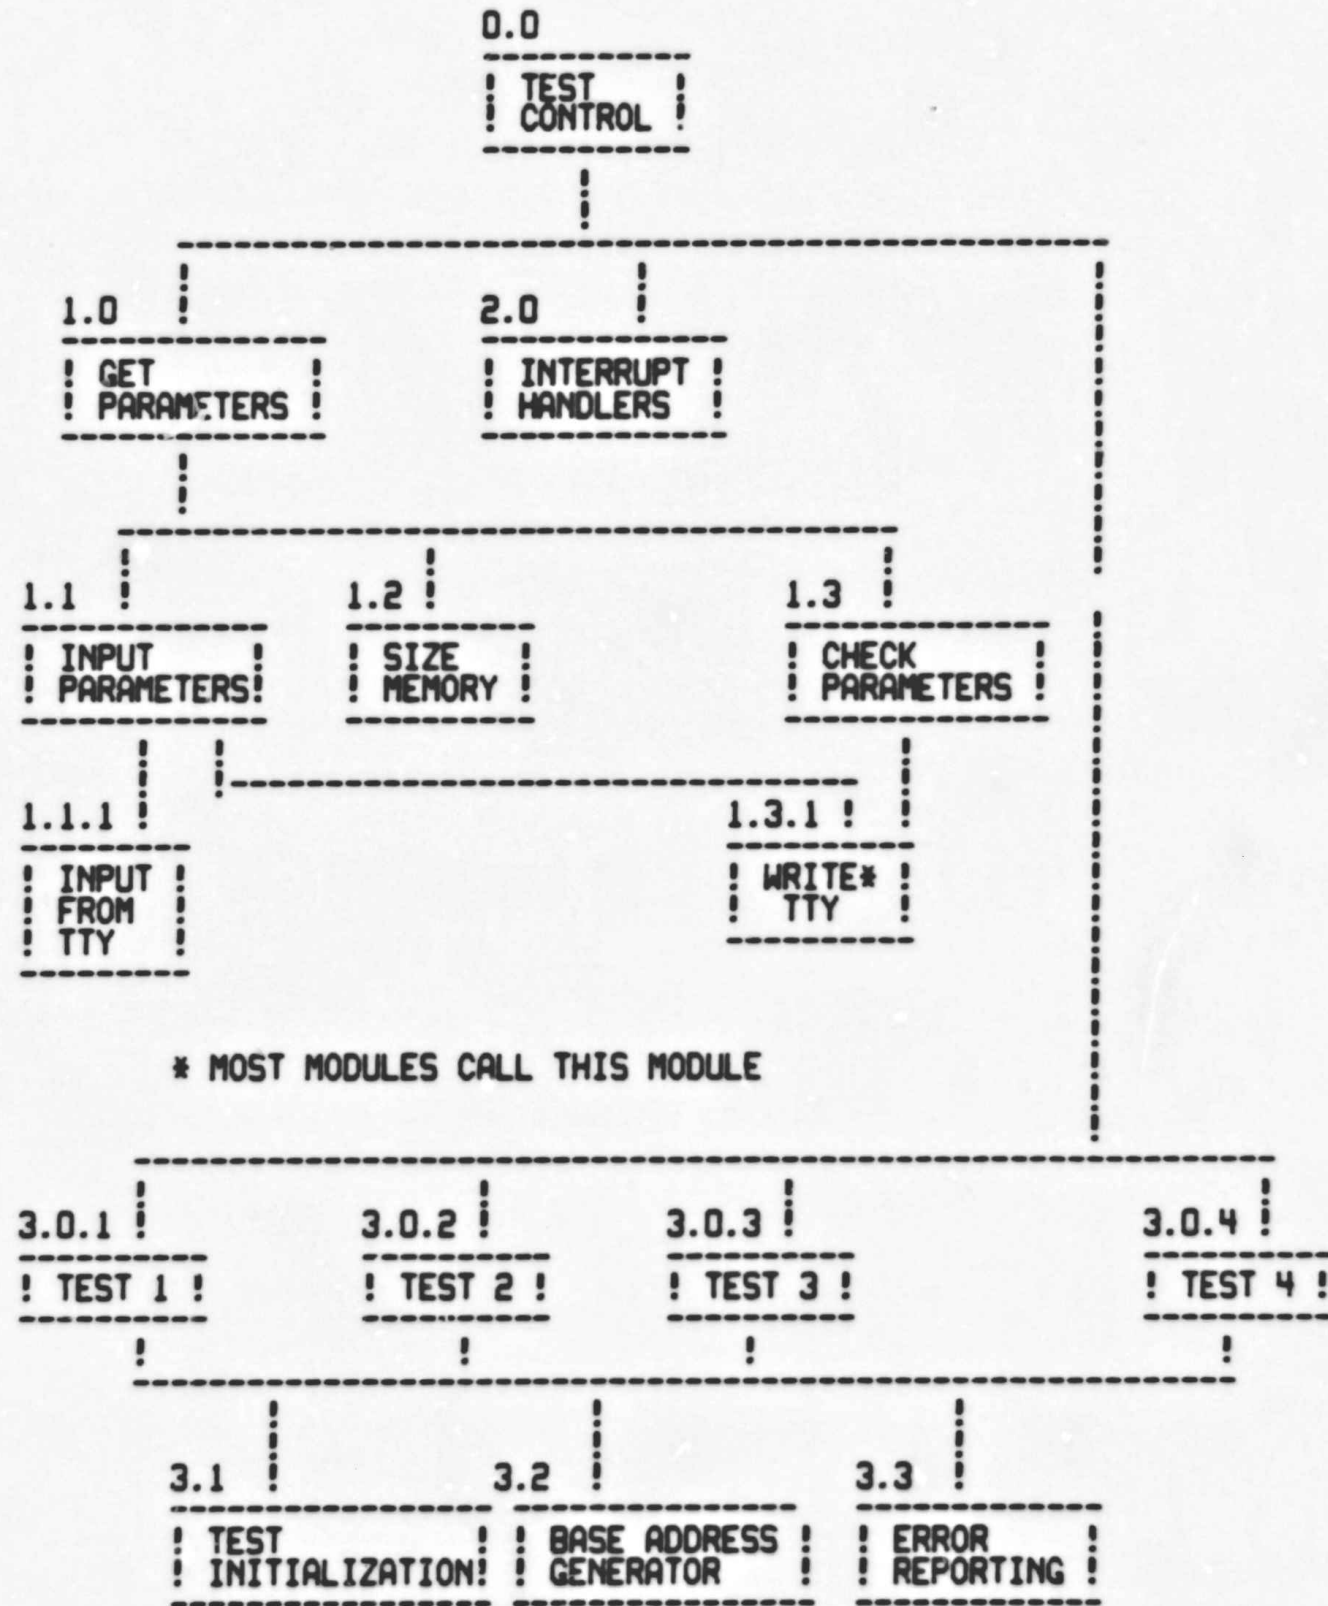 0.0
TEST
CONTROL
1.0 2.0
GET INTERRUPT
PARAMETERS HANDLERS
1.1 1.2 1.3
INPUT SIZE CHECK
PARAMETERS MEMORY PARAMETERS
1.1.1 1.3.1
INPUT WRITE*
FROM TTY
TTY
* MOST MODULES CALL THIS MODULE
3.0.1 3.0.2 3.0.3 3.0.4
TEST 1 TEST 2 TEST 3 TEST 4
3.1 3.2 3.3
TEST BASE ADDRESS ERROR
INITIALIZATION GENERATOR REPORTING